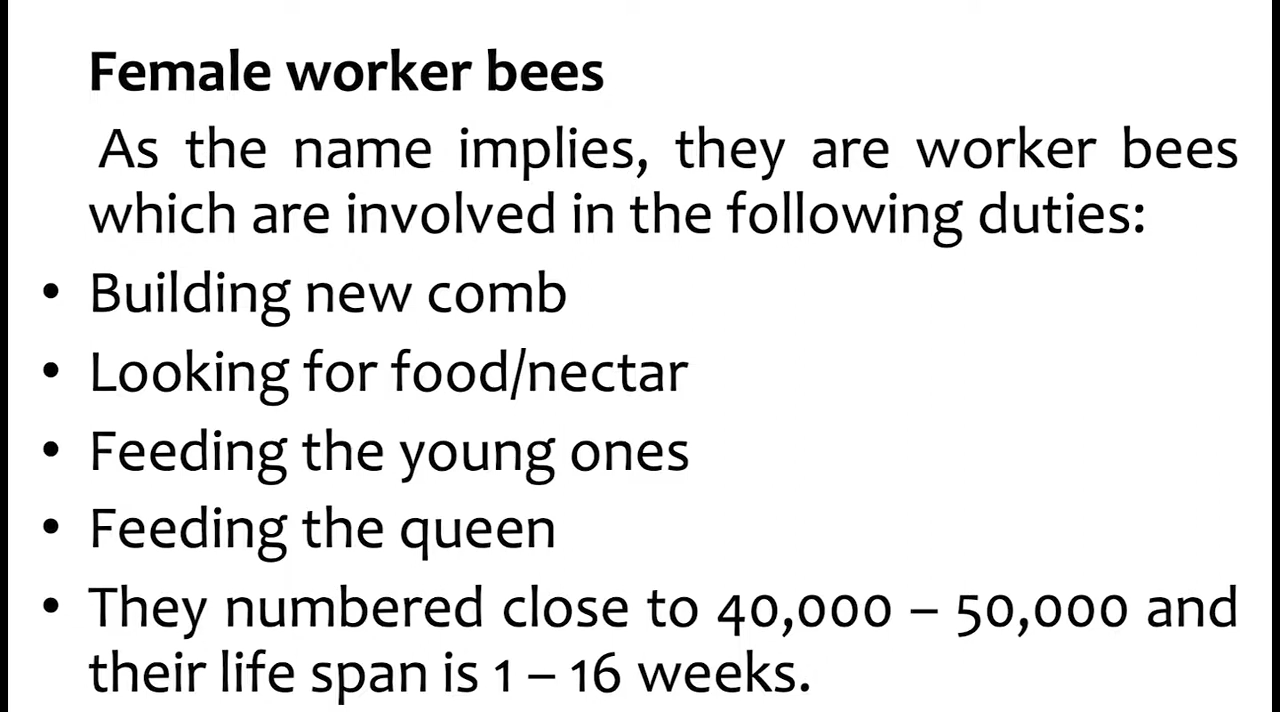 Female worker bees
As the name implies, they are worker bees
which are involved in the following duties:
• Building new comb
• Looking for food/nectar
• Feeding the young ones
• Feeding the queen
• They numbered close to 40,000 – 50,000 and
their life span is 1 – 16 weeks.